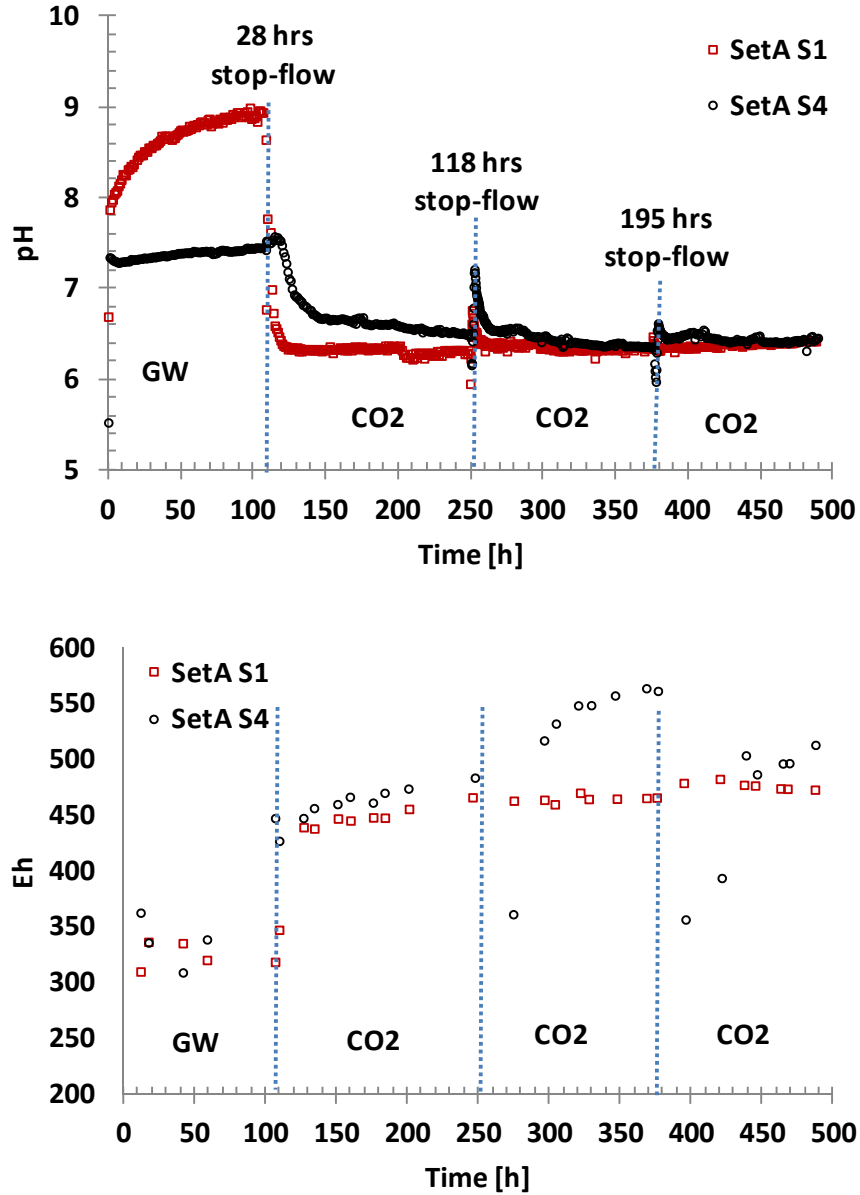 28 hrs
stop-flow
SetA S1
SetA S4
118 hrs
stop-flow
195 hrs
stop-flow
10
9
8
7
6
5
pH
GW
CO2
CO2
CO2
0 50 100 150 200 250 300 350 400 450 500
Time [h]
600
550
500
450
400
350
300
250
200
Eh
SetA S1
SetA S4
GW
CO2
CO2
CO2
0 50 100 150 200 250 300 350 400 450 500
Time [h]